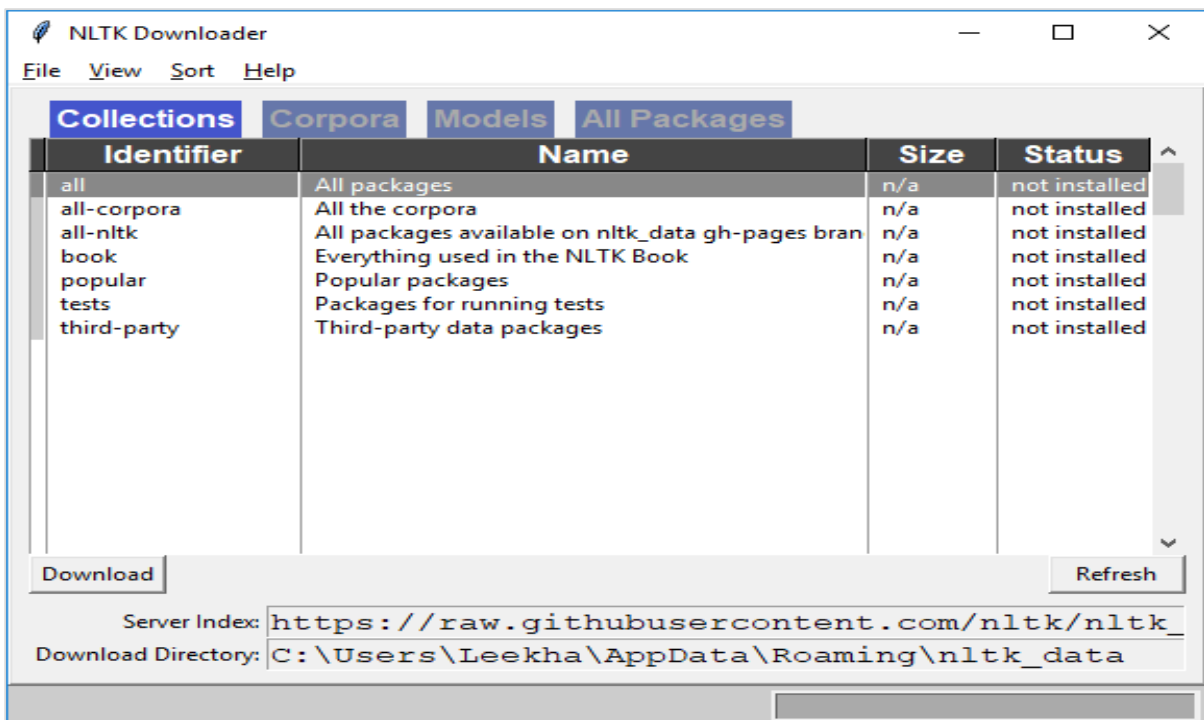 NLTK Downloader
File View Sort Help
Collections Corpora Models All Packages
Identifier Name Size Status
all All packages n/a not installed
all-corpora All the corpora n/a not installed
all-nltk All packages available on nltk_data gh-pages bran n/a not installed
book Everything used in the NLTK Book n/a not installed
popular Popular packages n/a not installed
tests Packages for running tests n/a not installed
third-party Third-party data packages n/a not installed
Download Refresh
Server Index: https://raw.githubusercontent.com/nltk/nltk_
Download Directory: C:\Users\Leekha\AppData\Roaming\nltk_data